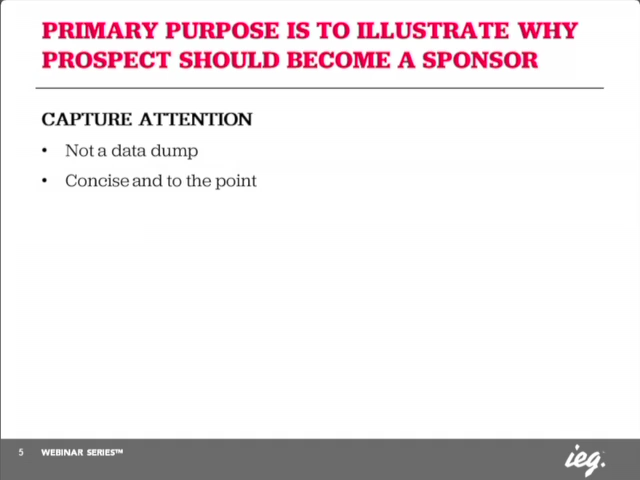 PRIMARY PURPOSE IS TO ILLUSTRATE WHY
PROSPECT SHOULD BECOME A SPONSOR
CAPTURE ATTENTION
• Not a data dump
• Concise and to the point
5 WEBINAR SERIES™
ieg.